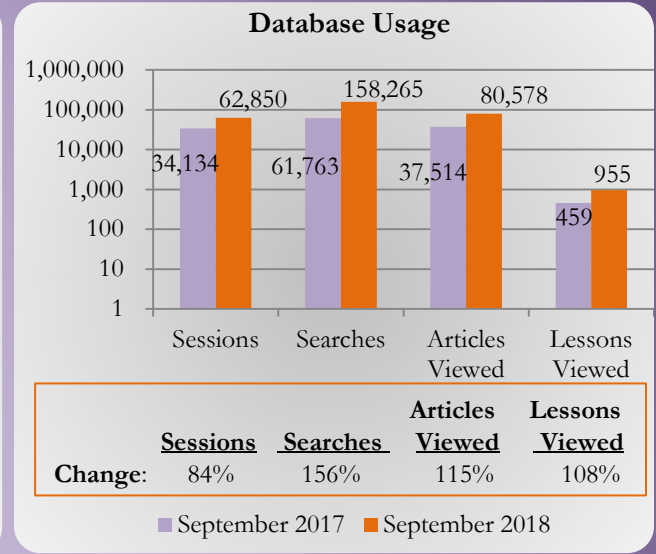 Database Usage
1,000,000
100,000
10,000
1,000
100
10
1
62,850
158,265
80,578
955
34,134
61,763
37,514
459
Sessions Searches Articles Viewed Lessons Viewed
Articles Lessons
Sessions Searches Viewed Viewed
Change: 84% 156% 115% 108%
September 2017 September 2018